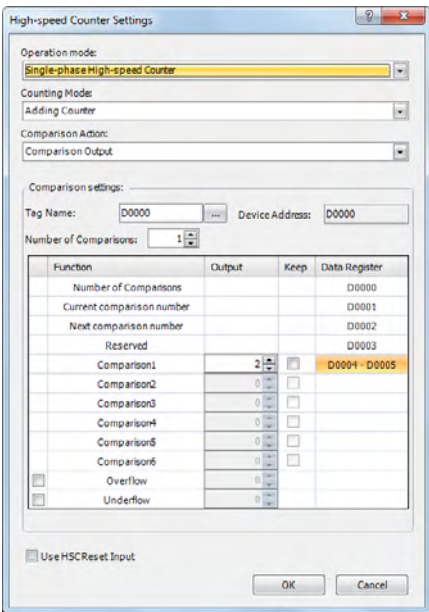 High-speed Counter Settings
Operation mode:
Single-phase High-speed Counter
Counting Mode:
Adding Counter
Comparison Action:
Comparison Output
Comparison settings:
Tag Name: D0000 ... Device Address: D0000
Number of Comparisons: 1
Function Output Keep Data Register
Number of Comparisons D0000
Current comparison number D0001
Next comparison number D0002
Reserved D0003
Comparison1 2 D0004 - D0005
Comparison2 0
Comparison3 0
Comparison4 0
Comparison5 0
Comparison6 0
Overflow 0
Underflow 0
Use HSCReset Input
OK Cancel